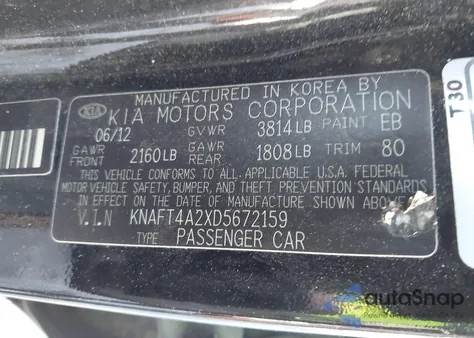 MANUFACTURED IN KOREA BY
KIA KIA MOTORS CORPORATION
06/12 GVWR 3814LB PAINT EB
GAWR FRONT 2160LB GAWR REAR 1808LB TRIM 80
THIS VEHICLE CONFORMS TO ALL APPLICABLE U.S.A. FEDERAL
MOTOR VEHICLE SAFETY, BUMPER, AND THEFT PREVENTION STANDARDS
IN EFFECT ON THE DATE OF MANUFACTURE SHOWN ABOVE.
V.I.N KNAFT4A2XD5672159
TYPE: PASSENGER CAR
T30
autoSnap